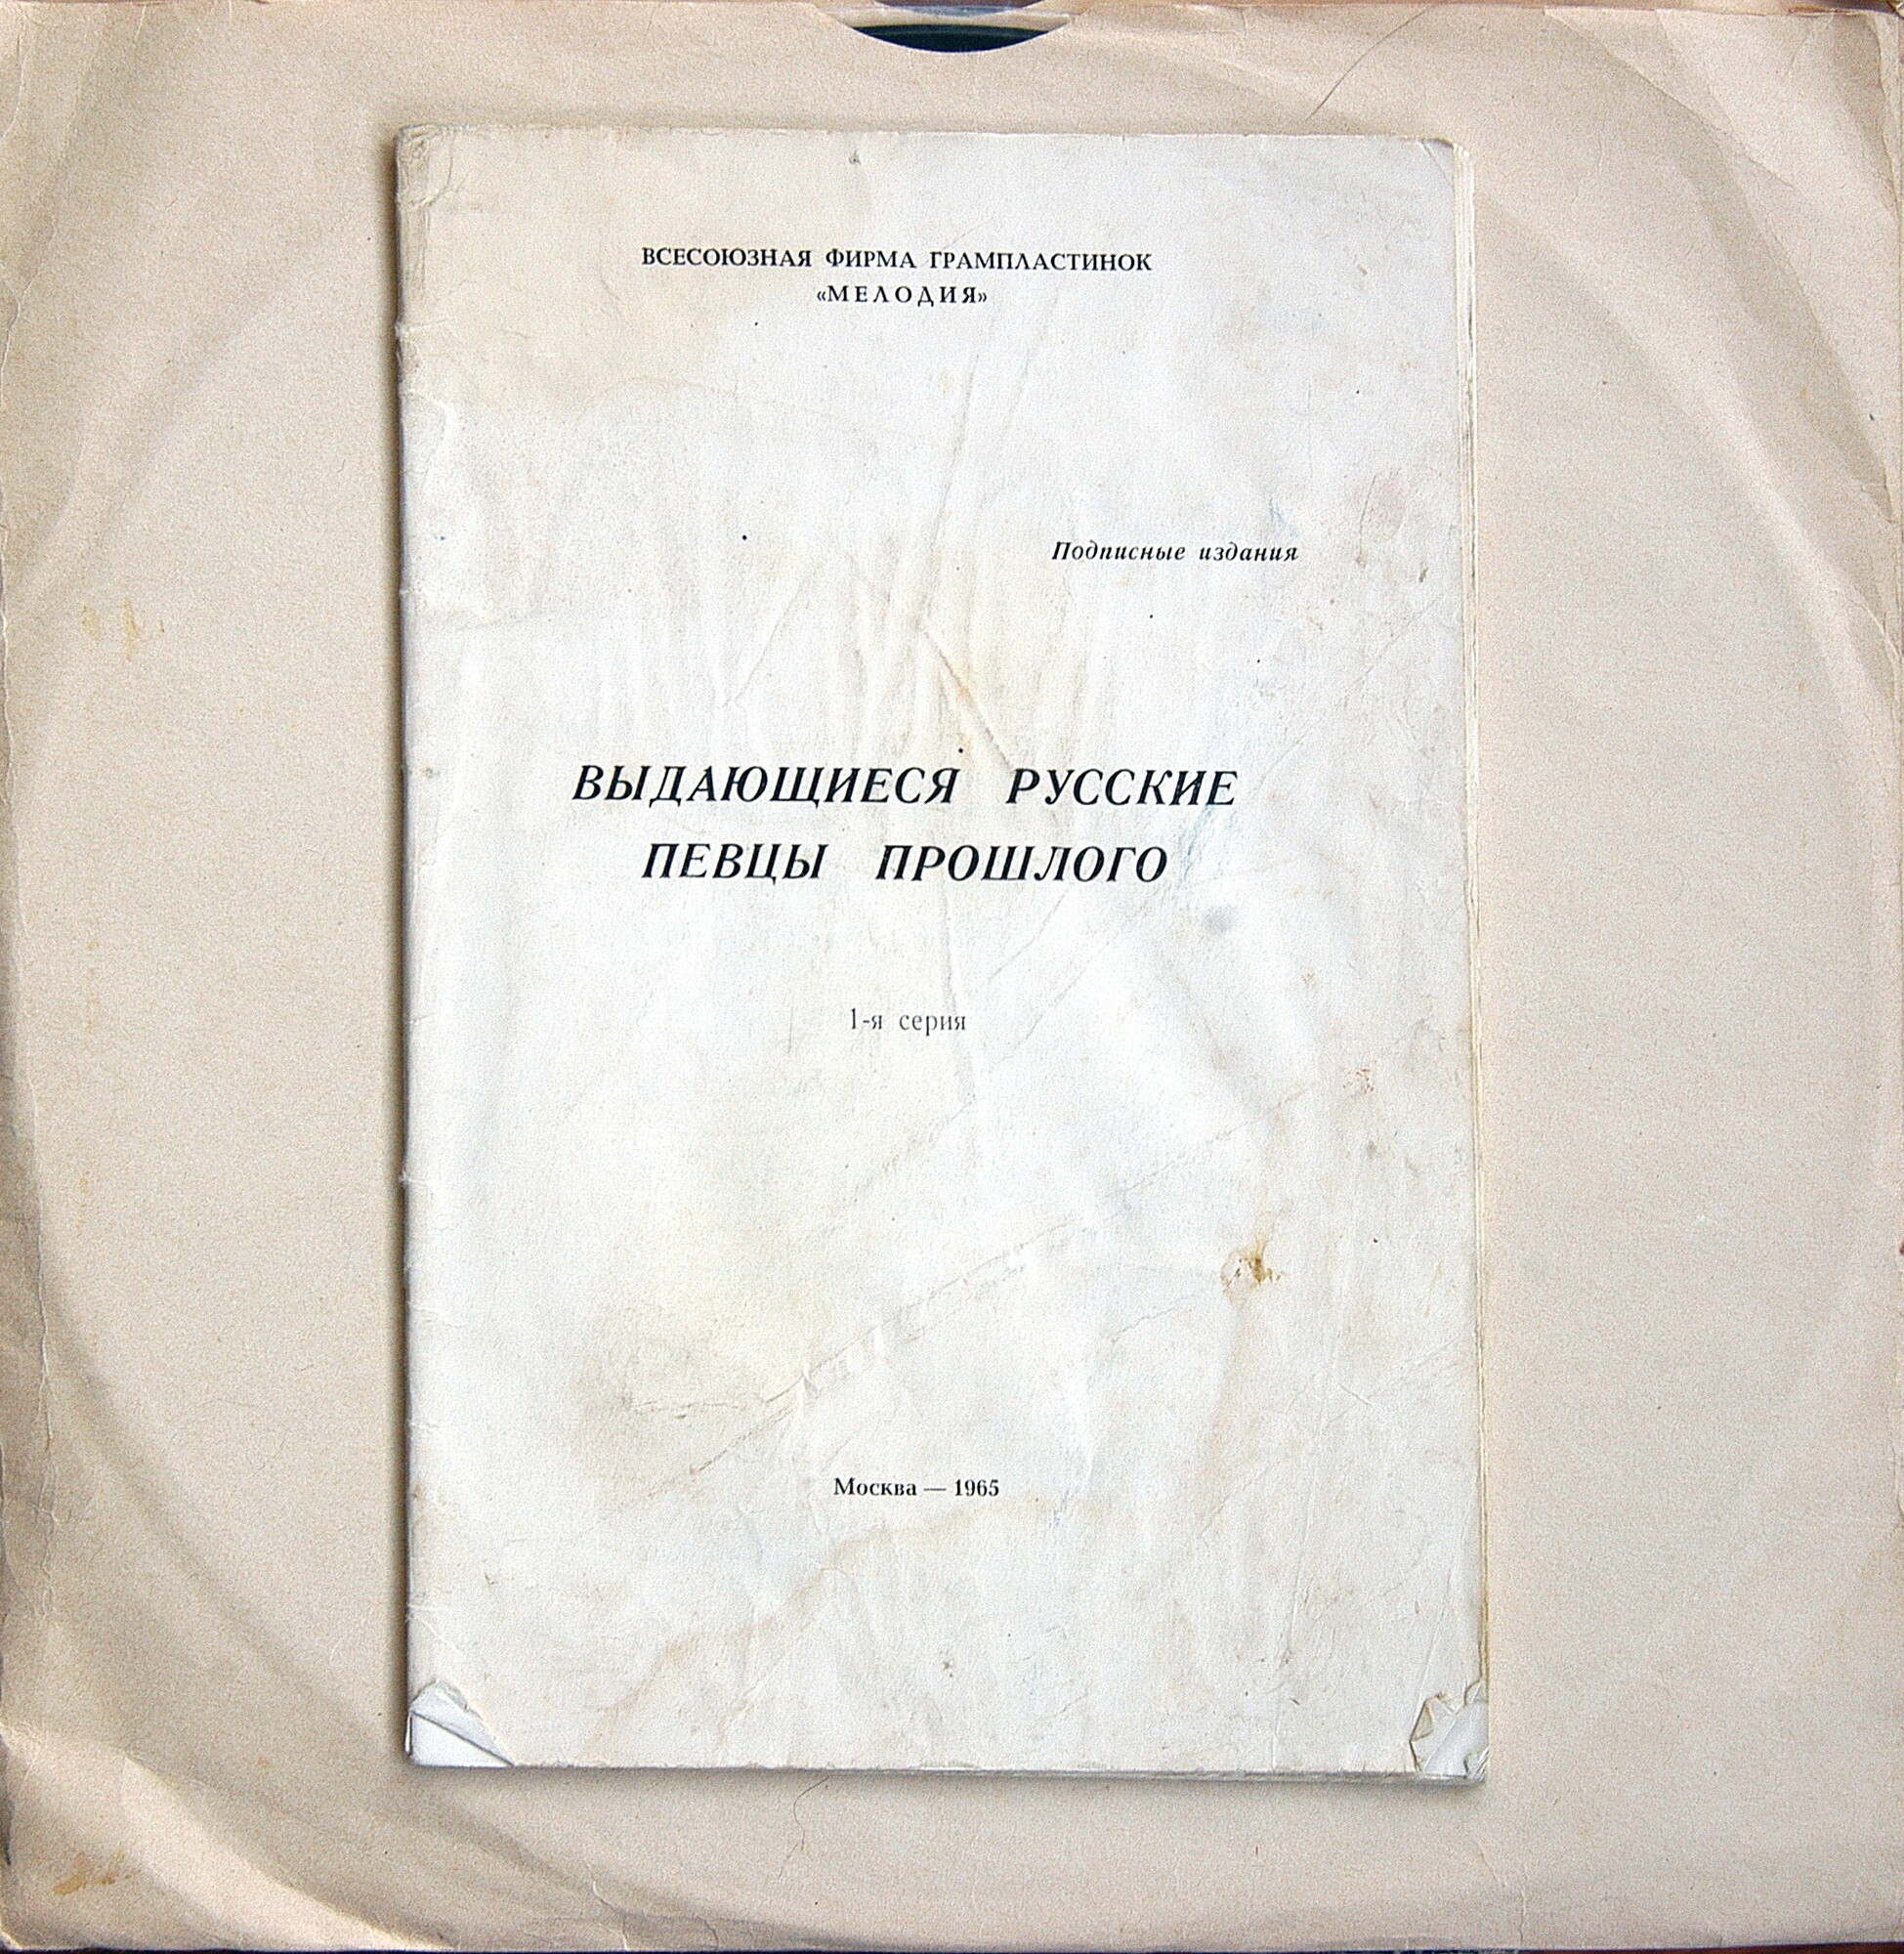 ВСЕСОЮЗНАЯ ФИРМА ГРАМПЛАСТИНОК
«МЕЛОДИЯ»
Подписные издания
ВЫДАЮЩИЕСЯ РУССКИЕ
ПЕВЦЫ ПРОШЛОГО
1-я серия
Москва — 1965